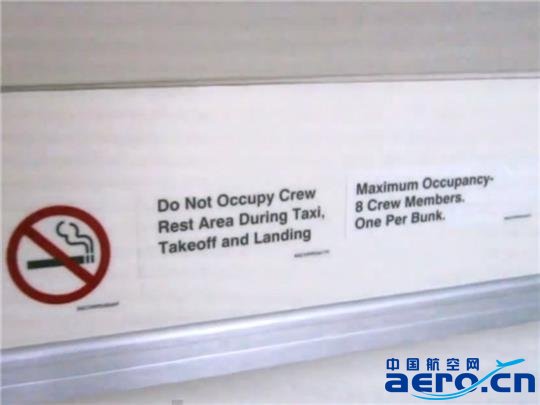 Do Not Occupy Crew
Rest Area During Taxi,
Takeoff and Landing
Maximum Occupancy-
8 Crew Members.
One Per Bunk.
中国航空网
aero.cn